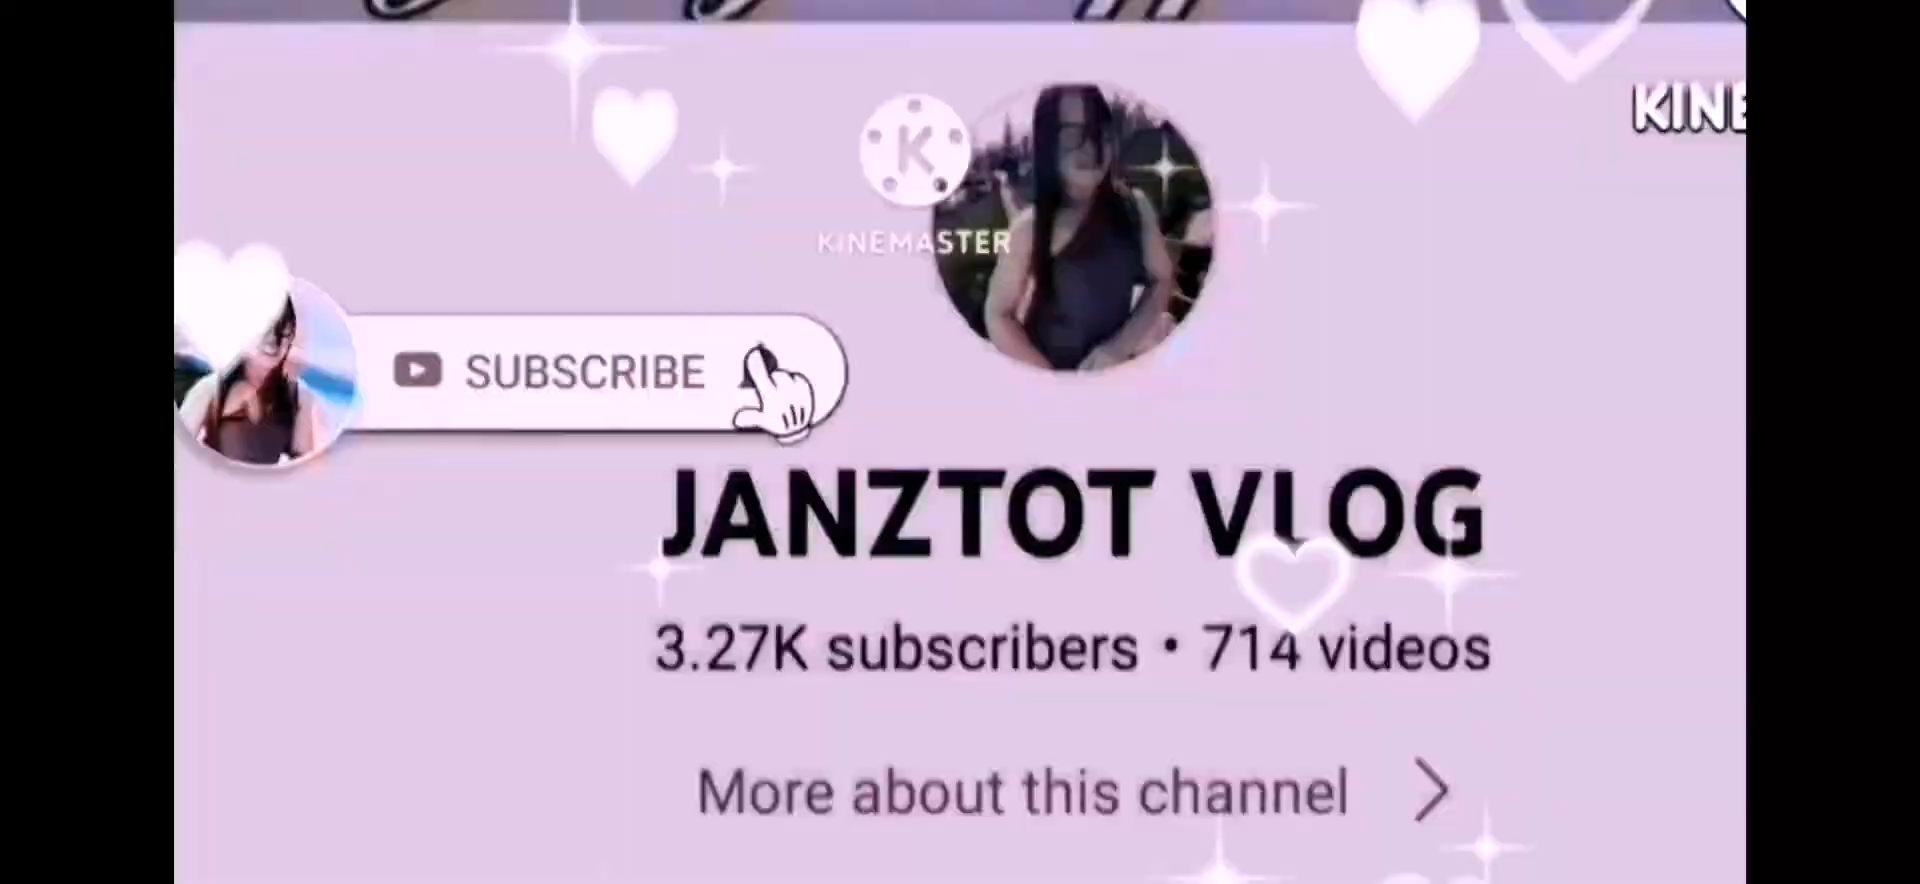 KINE
K
KINEMASTER
SUBSCRIBE
JANZTOT VLOG
3.27K subscribers • 714 videos
More about this channel